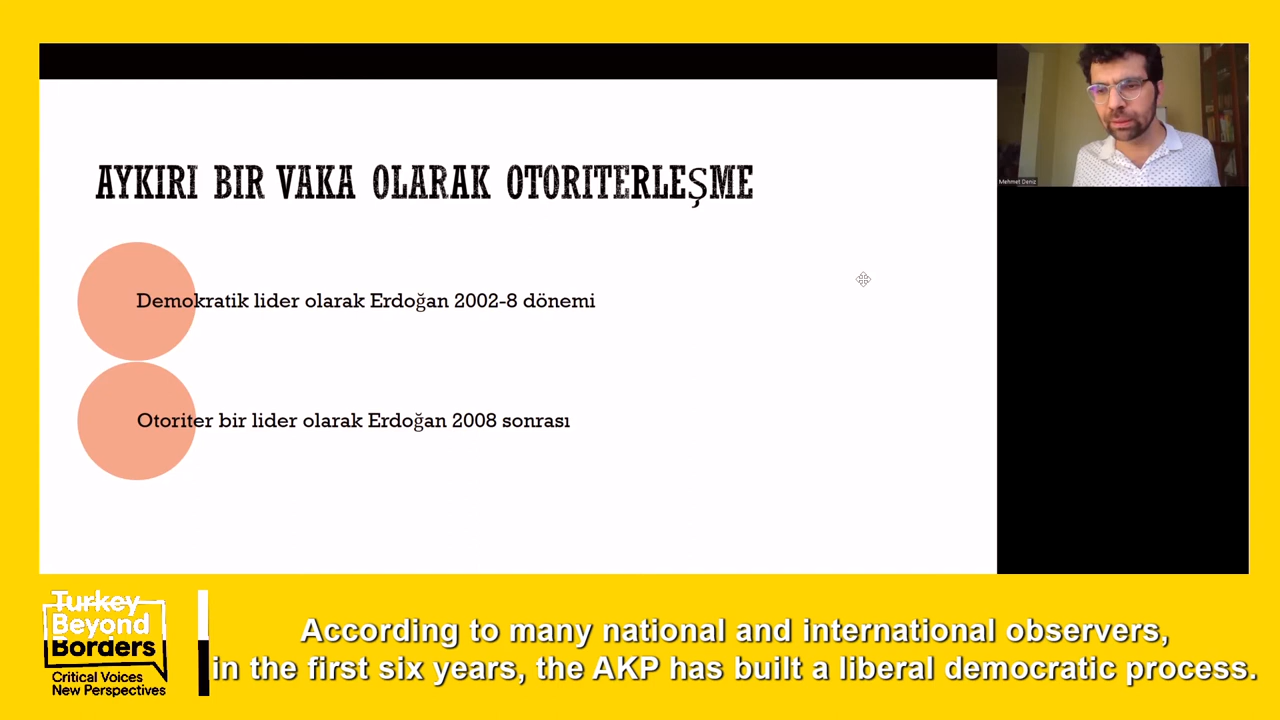 AYKIRI BIR VAKA OLARAK OTORITERLEŞME
Demokratik lider olarak Erdoğan 2002-8 dönemi
Otoriter bir lider olarak Erdoğan 2008 sonrası
Mehmet Deniz
Turkey
Beyond
Borders
Critical Voices
New Perspectives
According to many national and international observers,
in the first six years, the AKP has built a liberal democratic process.